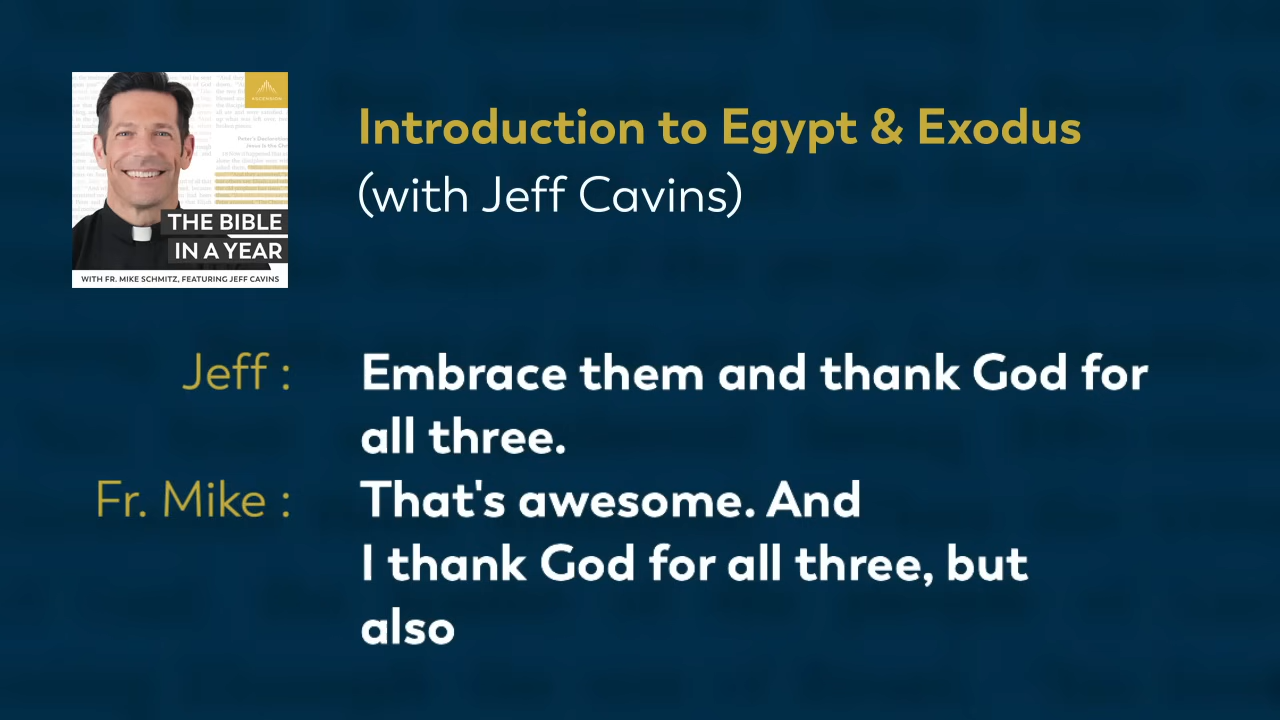 Introduction to Egypt & Exodus
(with Jeff Cavins)
ASCENSION
THE BIBLE
IN A YEAR
WITH FR. MIKE SCHMITZ, FEATURING JEFF CAVINS
Jeff : Embrace them and thank God for
all three.
Fr. Mike : That's awesome. And
I thank God for all three, but
also